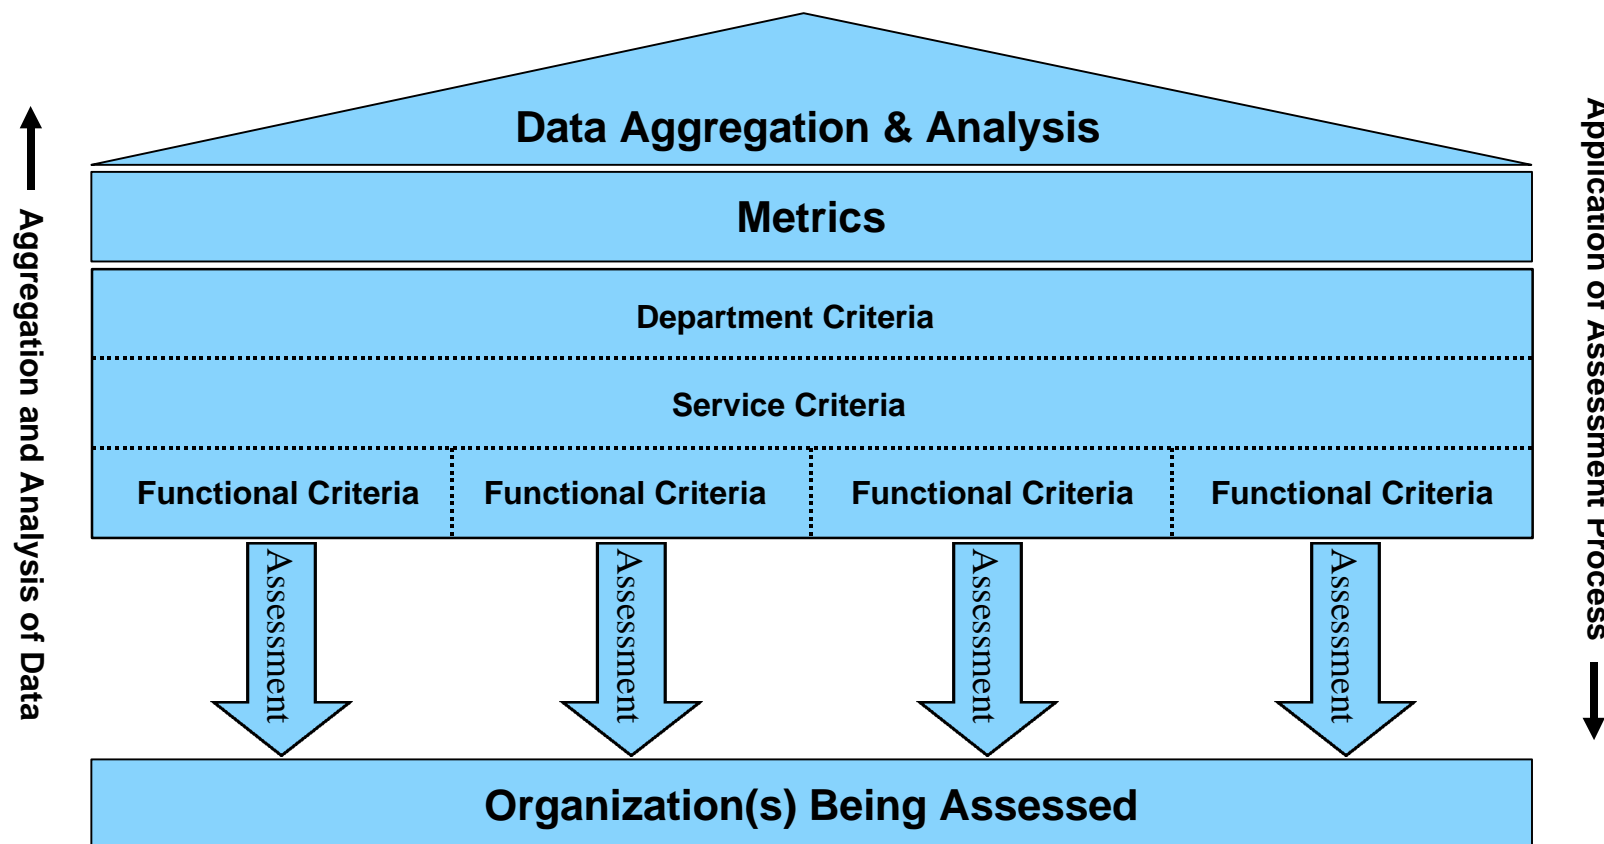 Data Aggregation & Analysis
Metrics
Department Criteria
Service Criteria
Functional Criteria
Functional Criteria
Functional Criteria
Functional Criteria
Assessment
Assessment
Assessment
Assessment
Organization(s) Being Assessed
Aggregation and Analysis of Data
Application of Assessment Process